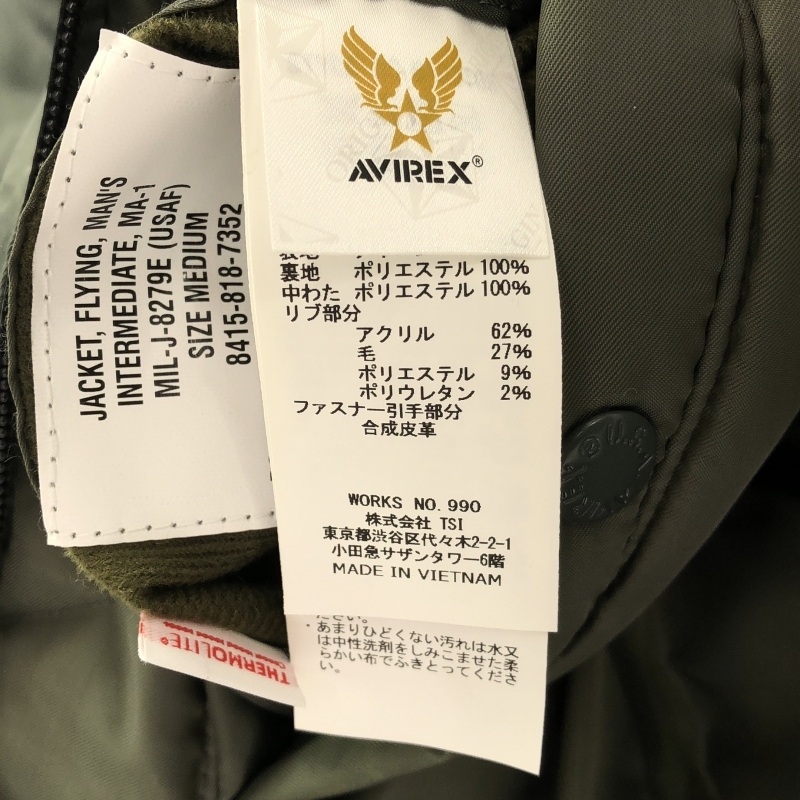 JACKET, FLYING, MAN'S
INTERMEDIATE, MA-1
MIL-J-8279E (USAF)
SIZE MEDIUM
8415-818-7352
AVIREX®
裏地 ポリエステル 100%
中わた ポリエステル 100%
リブ部分
アクリル 62%
毛 27%
ポリエステル 9%
ポリウレタン 2%
ファスナー引手部分
合成皮革
WORKS NO. 990
株式会社 TSI
東京都渋谷区代々木2-2-1
小田急サザンタワー6階
MADE IN VIETNAM
ださい。
・あまりひどくない汚れは水又
は中性洗剤をしみこませた柔
らかい布でふきとってくださ
い。
THERMOLITE®